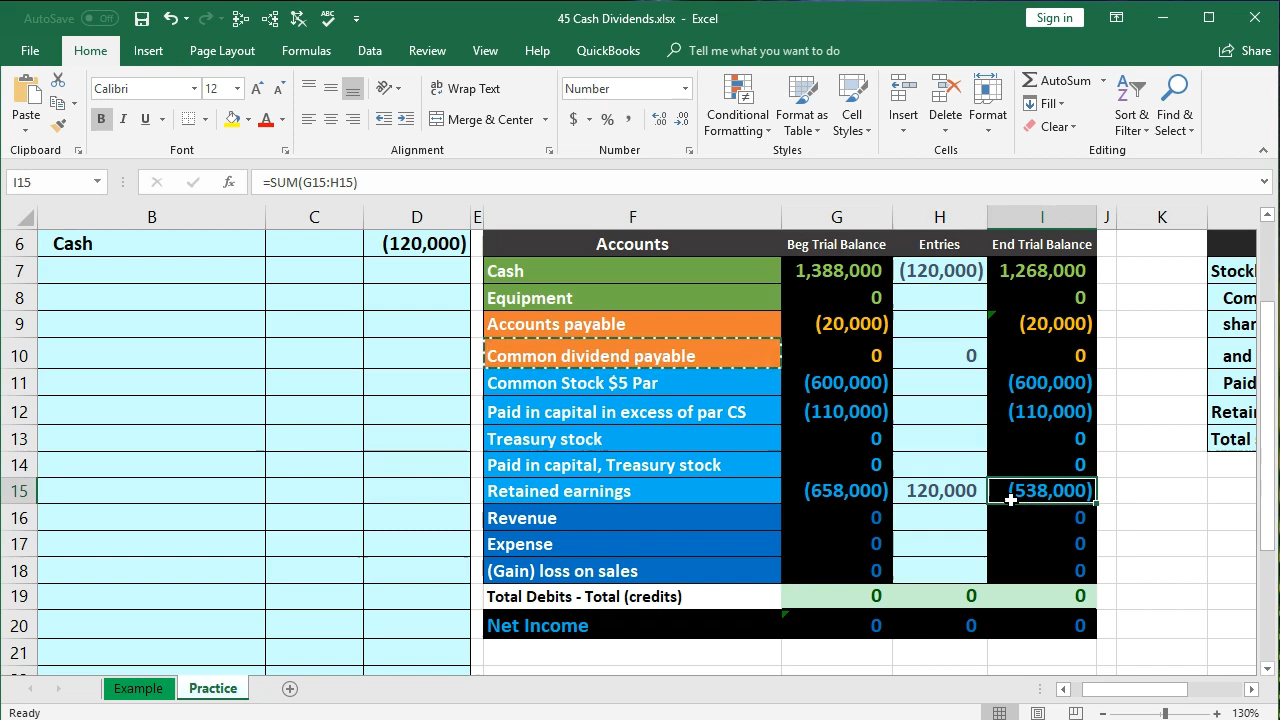 AutoSave Off 45 Cash Dividends.xlsx - Excel Sign in
File Home Insert Page Layout Formulas Data Review View Help QuickBooks Tell me what you want to do Share
Paste
Calibri 12
B I U A
Wrap Text
Merge & Center
Number
$ % ,
Conditional Formatting
Format as Table
Cell Styles
Insert
Delete
Format
AutoSum
Fill
Clear
Sort & Filter
Find & Select
Clipboard Font Alignment Number Styles Cells Editing
I15 fx =SUM(G15:H15)
B C D E F G H I J K
6 Cash (120,000) Accounts Beg Trial Balance Entries End Trial Balance
7 Cash 1,388,000 (120,000) 1,268,000 Stockl
8 Equipment 0 0 Com
9 Accounts payable (20,000) (20,000) shar
10 Common dividend payable 0 0 0 and
11 Common Stock $5 Par (600,000) (600,000) Paid
12 Paid in capital in excess of par CS (110,000) (110,000) Retai
13 Treasury stock 0 0 Total
14 Paid in capital, Treasury stock 0 0
15 Retained earnings (658,000) 120,000 (538,000)
16 Revenue 0 0
17 Expense 0 0
18 (Gain) loss on sales 0 0
19 Total Debits - Total (credits) 0 0 0
20 Net Income 0 0 0
21
Example Practice
Ready 130%